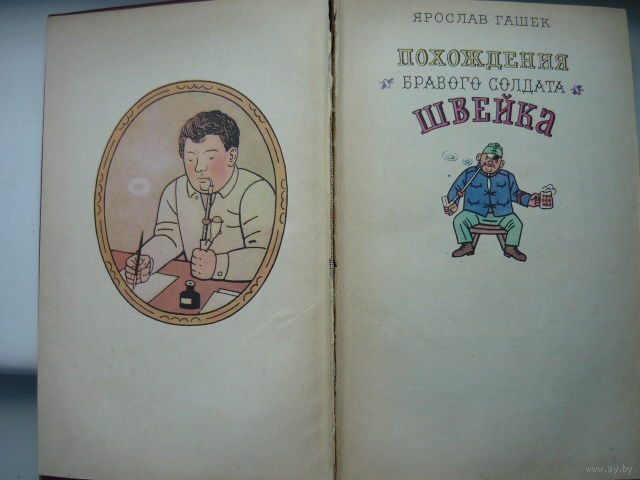 ЯРОСЛАВ ГАШЕК
ПОХОЖДЕНИЯ
БРАВОГО СОЛДАТА
ШВЕЙКА
www.ay.by